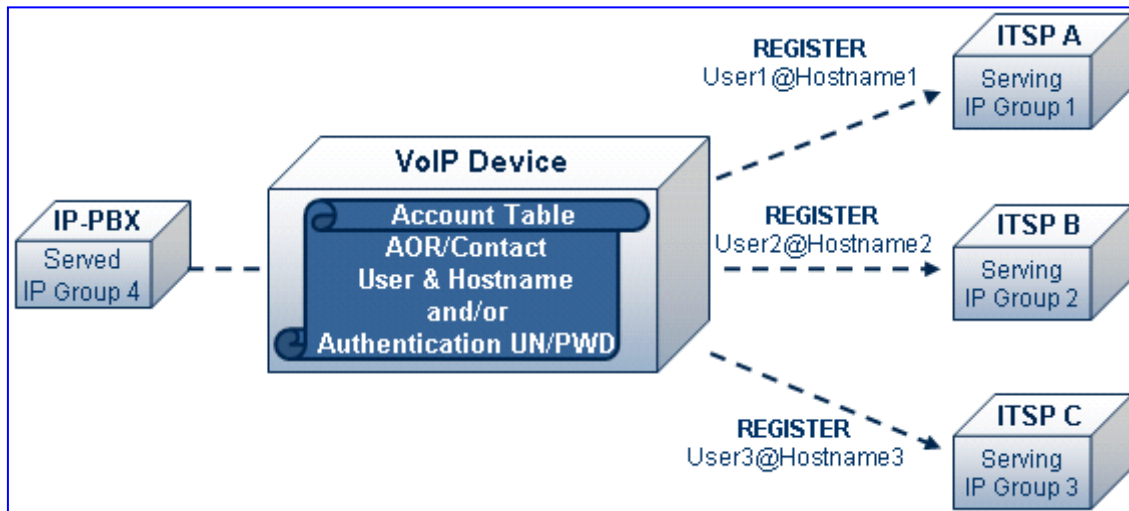 IP-PBX
Served
IP Group 4
VoIP Device
Account Table
AOR/Contact
User & Hostname
and/or
Authentication UN/PWD
REGISTER
User1@Hostname1
ITSP A
Serving
IP Group 1
REGISTER
User2@Hostname2
ITSP B
Serving
IP Group 2
REGISTER
User3@Hostname3
ITSP C
Serving
IP Group 3